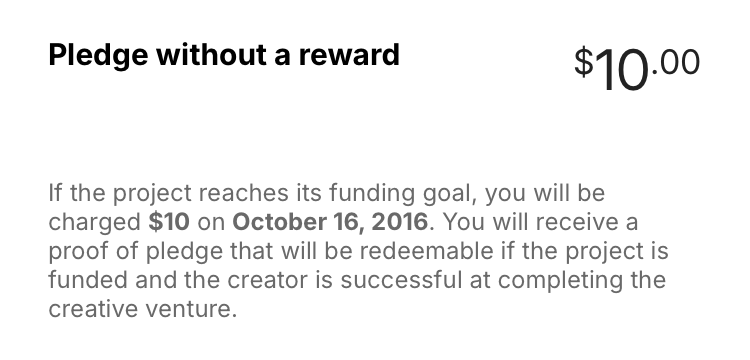 Pledge without a reward
$10.00
If the project reaches its funding goal, you will be
charged $10 on October 16, 2016. You will receive a
proof of pledge that will be redeemable if the project is
funded and the creator is successful at completing the
creative venture.